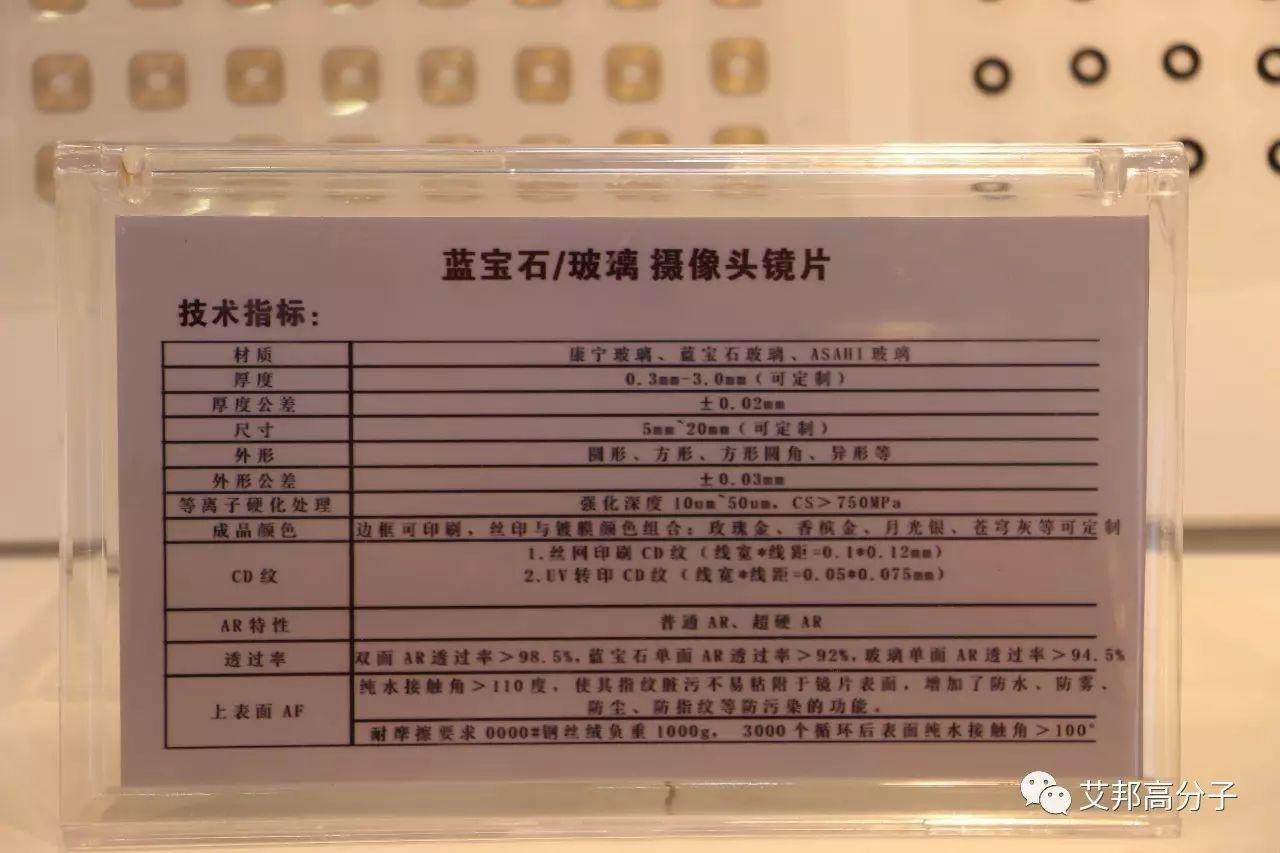 蓝宝石/玻璃 摄像头镜片
技术指标:
材质 康宁玻璃、蓝宝石玻璃、ASAHI 玻璃
厚度 0.3mm-3.0mm（可定制）
厚度公差 ±0.02mm
尺寸 5mm~20mm（可定制）
外形 圆形、方形、方形圆角、异形等
外形公差 ±0.03mm
等离子硬化处理 强化深度 10um~50um，CS＞750MPa
成品颜色 边框可印刷，丝印与镀膜颜色组合：玫瑰金、香槟金、月光银、苍穹灰等可定制
CD纹 1.丝网印刷CD纹（线宽*线距=0.1*0.12mm）
2.UV转印CD纹（线宽*线距=0.05*0.075mm）
AR特性 普通AR、超硬AR
透过率 双面AR透过率＞98.5%，蓝宝石单面AR透过率＞92%，玻璃单面AR透过率＞94.5%
上表面AF 纯水接触角＞110度，使其指纹脏污不易粘附于镜片表面，增加了防水、防雾、
防尘、防指纹等防污染的功能。
耐摩擦要求0000#钢丝绒负重1000g，3000个循环后表面纯水接触角＞100°
艾邦高分子